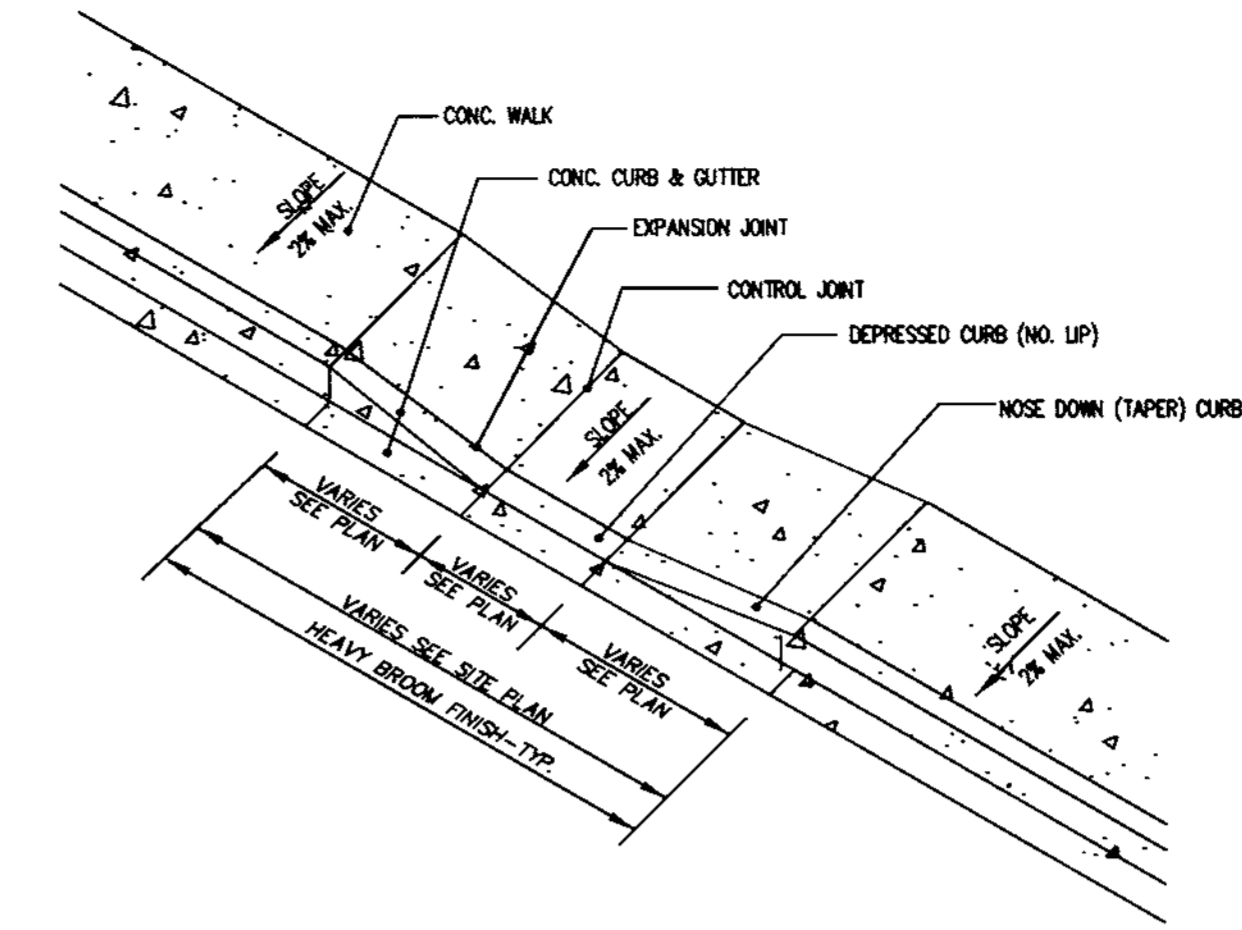 CONC. WALK
CONC. CURB & GUTTER
EXPANSION JOINT
CONTROL JOINT
DEPRESSED CURB (NO. LIP)
NOSE DOWN (TAPER) CURB
SLOPE
2% MAX.
SLOPE
2% MAX.
SLOPE
2% MAX.
VARIES
SEE PLAN
VARIES
SEE PLAN
VARIES
SEE PLAN
VARIES SEE SITE PLAN
HEAVY BROOM FINISH-TYP.